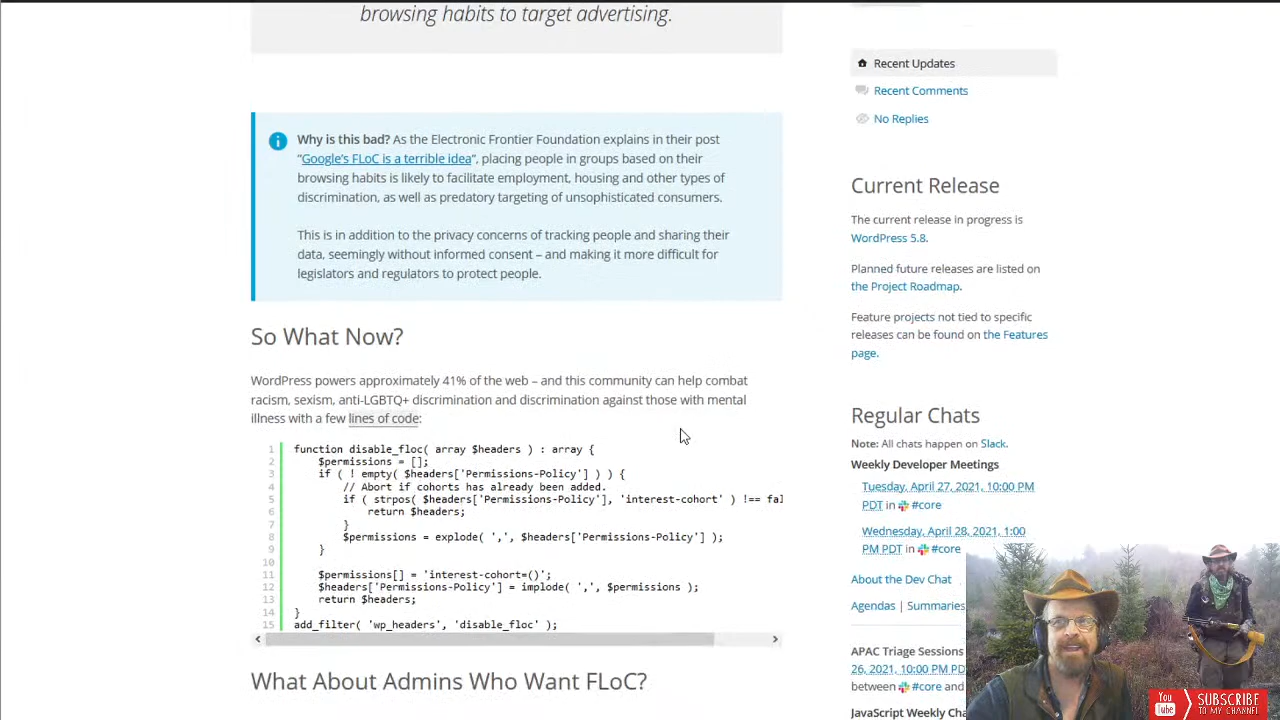 browsing habits to target advertising.
Why is this bad? As the Electronic Frontier Foundation explains in their post
“Google’s FLoC is a terrible idea“, placing people in groups based on their
browsing habits is likely to facilitate employment, housing and other types of
discrimination, as well as predatory targeting of unsophisticated consumers.
This is in addition to the privacy concerns of tracking people and sharing their
data, seemingly without informed consent – and making it more difficult for
legislators and regulators to protect people.
So What Now?
WordPress powers approximately 41% of the web – and this community can help combat
racism, sexism, anti-LGBTQ+ discrimination and discrimination against those with mental
illness with a few lines of code:
1 function disable_floc( array $headers ) : array {
2 $permissions = [];
3 if ( ! empty( $headers['Permissions-Policy'] ) ) {
4 // Abort if cohorts has already been added.
5 if ( strpos( $headers['Permissions-Policy'], 'interest-cohort' ) !== fal
6 return $headers;
7 }
8 $permissions = explode( ',', $headers['Permissions-Policy'] );
9 }
10
11 $permissions[] = 'interest-cohort=()';
12 $headers['Permissions-Policy'] = implode( ',', $permissions );
13 return $headers;
14 }
15 add_filter( 'wp_headers', 'disable_floc' );
What About Admins Who Want FLoC?
Recent Updates
Recent Comments
No Replies
Current Release
The current release in progress is
WordPress 5.8.
Planned future releases are listed on
the Project Roadmap.
Feature projects not tied to specific
releases can be found on the Features
page.
Regular Chats
Note: All chats happen on Slack.
Weekly Developer Meetings
Tuesday, April 27, 2021, 10:00 PM
PDT in #core
Wednesday, April 28, 2021, 1:00
PM PDT in #core
About the Dev Chat
Agendas | Summaries
APAC Triage Sessions
26, 2021, 10:00 PM PD
between #core and
JavaScript Weekly Cha
You
Tube
SUBSCRIBE
TO MY CHANNEL